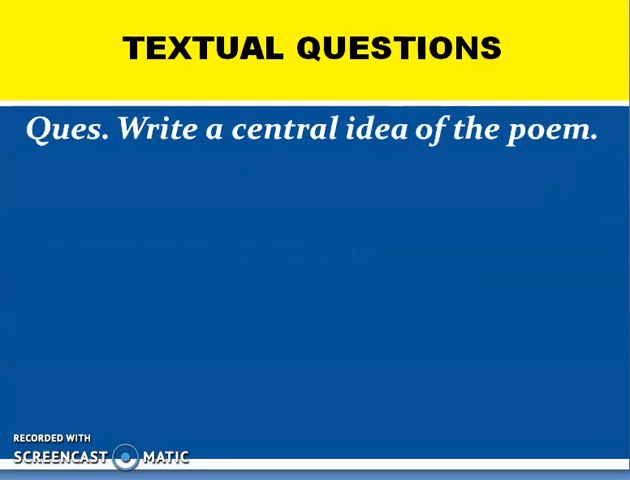 TEXTUAL QUESTIONS
Ques. Write a central idea of the poem.
RECORDED WITH
SCREENCAST MATIC